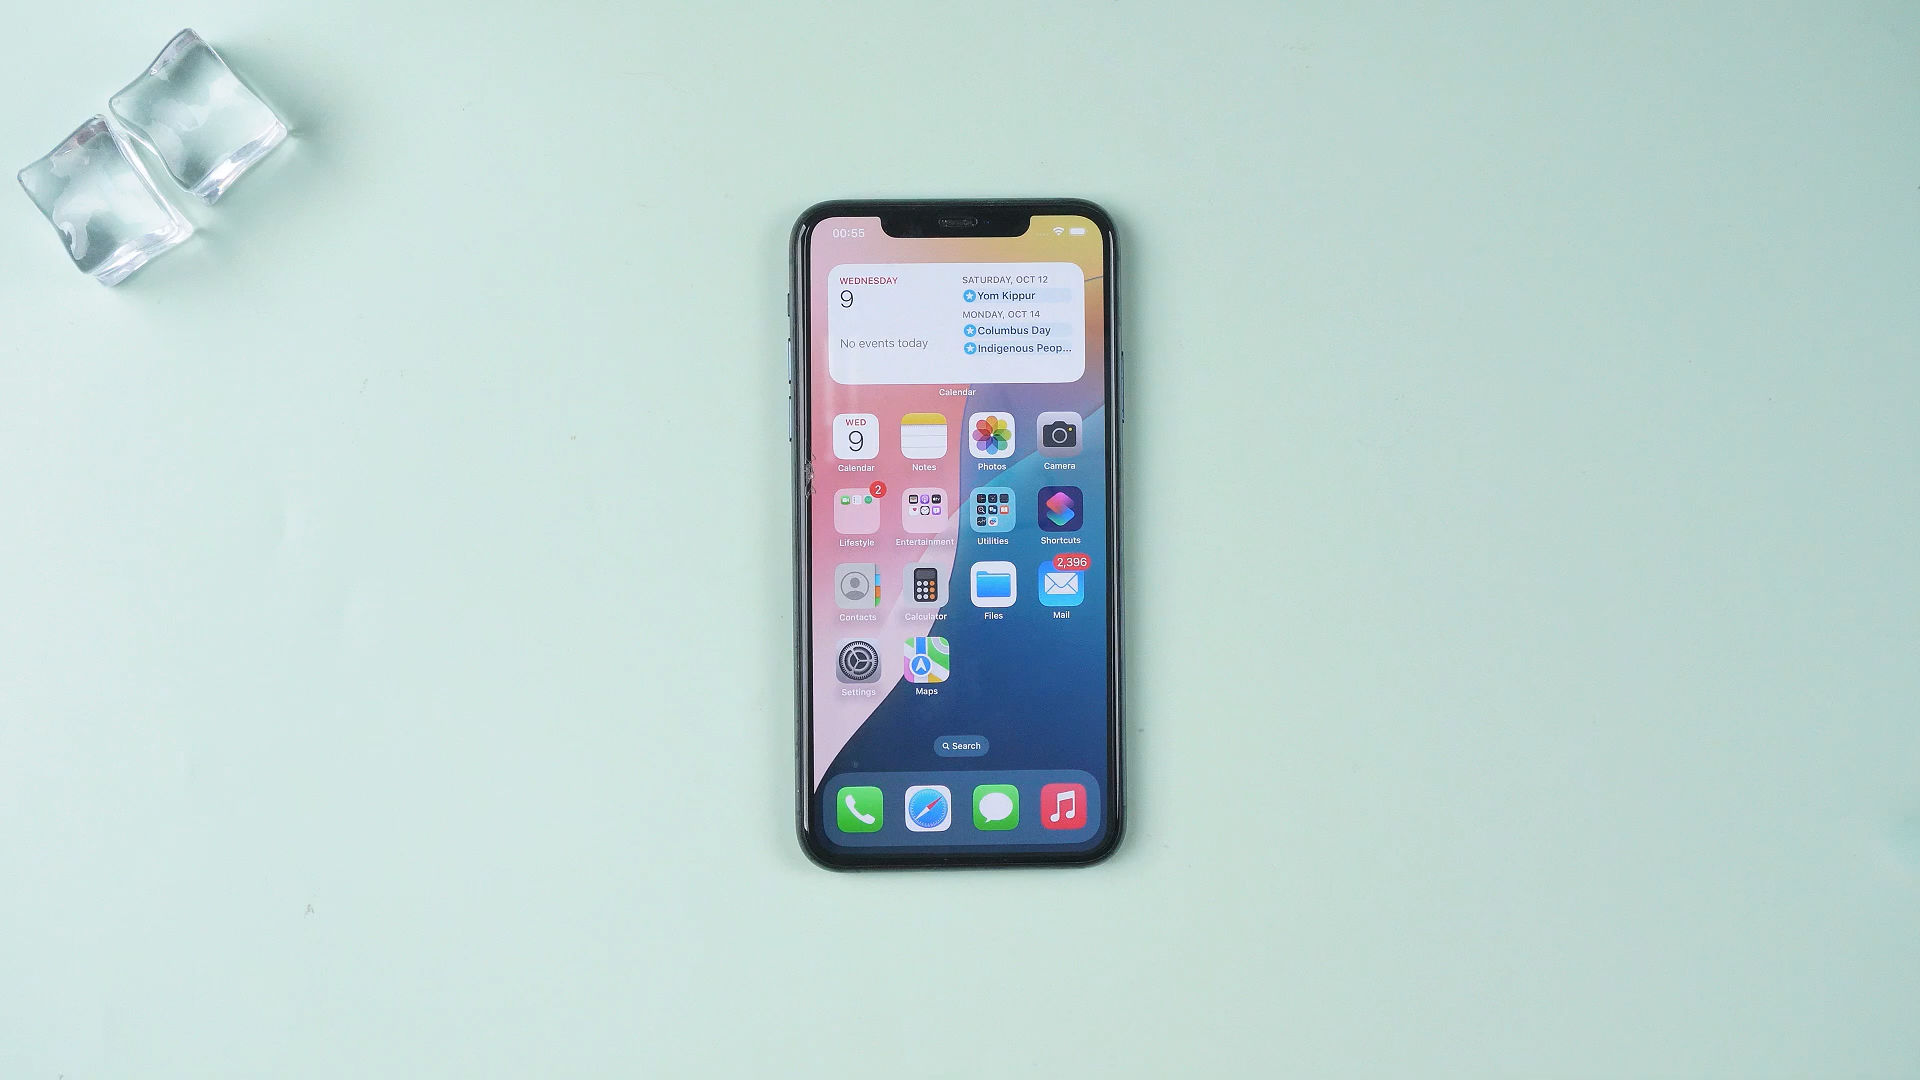 00:55
WEDNESDAY
9
No events today
SATURDAY, OCT 12
Yom Kippur
MONDAY, OCT 14
Columbus Day
Indigenous Peop...
Calendar
WED
9
Calendar
Notes
Photos
Camera
2
Lifestyle
Entertainment
Utilities
Shortcuts
2,396
Contacts
Calculator
Files
Mail
Settings
Maps
Search